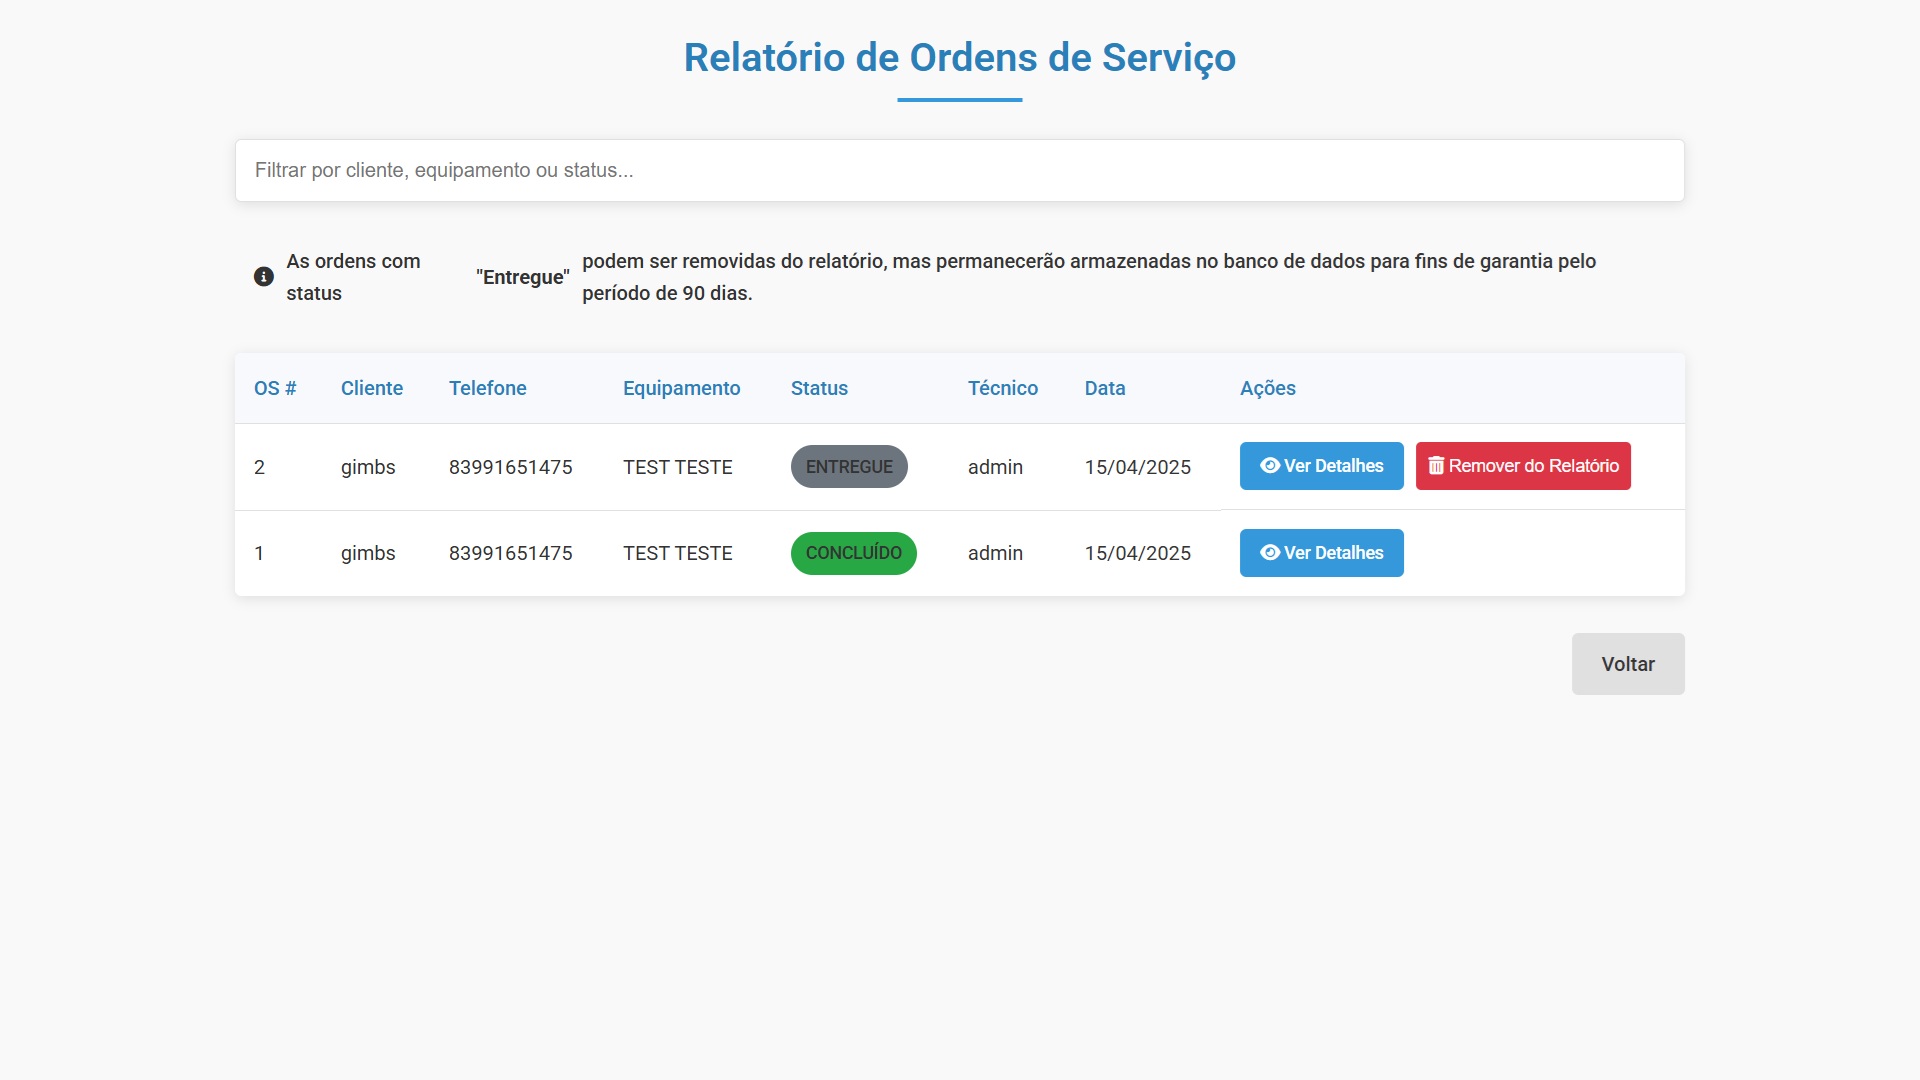 Relatório de Ordens de Serviço
Filtrar por cliente, equipamento ou status...
As ordens com
status
"Entregue"
podem ser removidas do relatório, mas permanecerão armazenadas no banco de dados para fins de garantia pelo
período de 90 dias.
OS # Cliente Telefone Equipamento Status Técnico Data Ações
2 gimbs 83991651475 TEST TESTE ENTREGUE admin 15/04/2025 Ver Detalhes Remover do Relatório
1 gimbs 83991651475 TEST TESTE CONCLUÍDO admin 15/04/2025 Ver Detalhes
Voltar